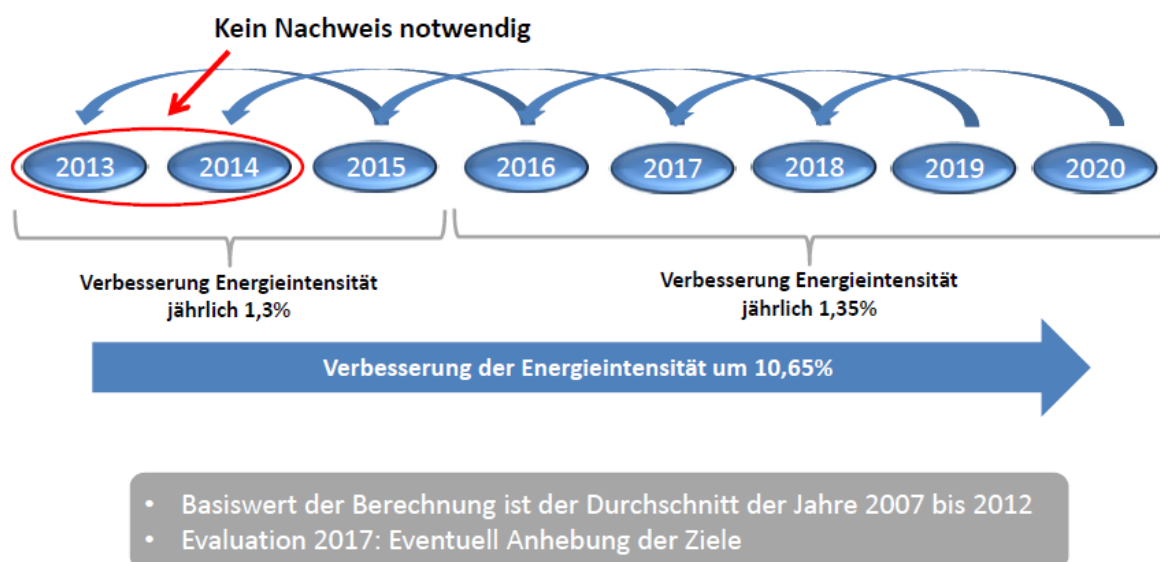 Kein Nachweis notwendig
2013 2014 2015 2016 2017 2018 2019 2020
Verbesserung Energieintensität
jährlich 1,3%
Verbesserung Energieintensität
jährlich 1,35%
Verbesserung der Energieintensität um 10,65%
• Basiswert der Berechnung ist der Durchschnitt der Jahre 2007 bis 2012
• Evaluation 2017: Eventuell Anhebung der Ziele